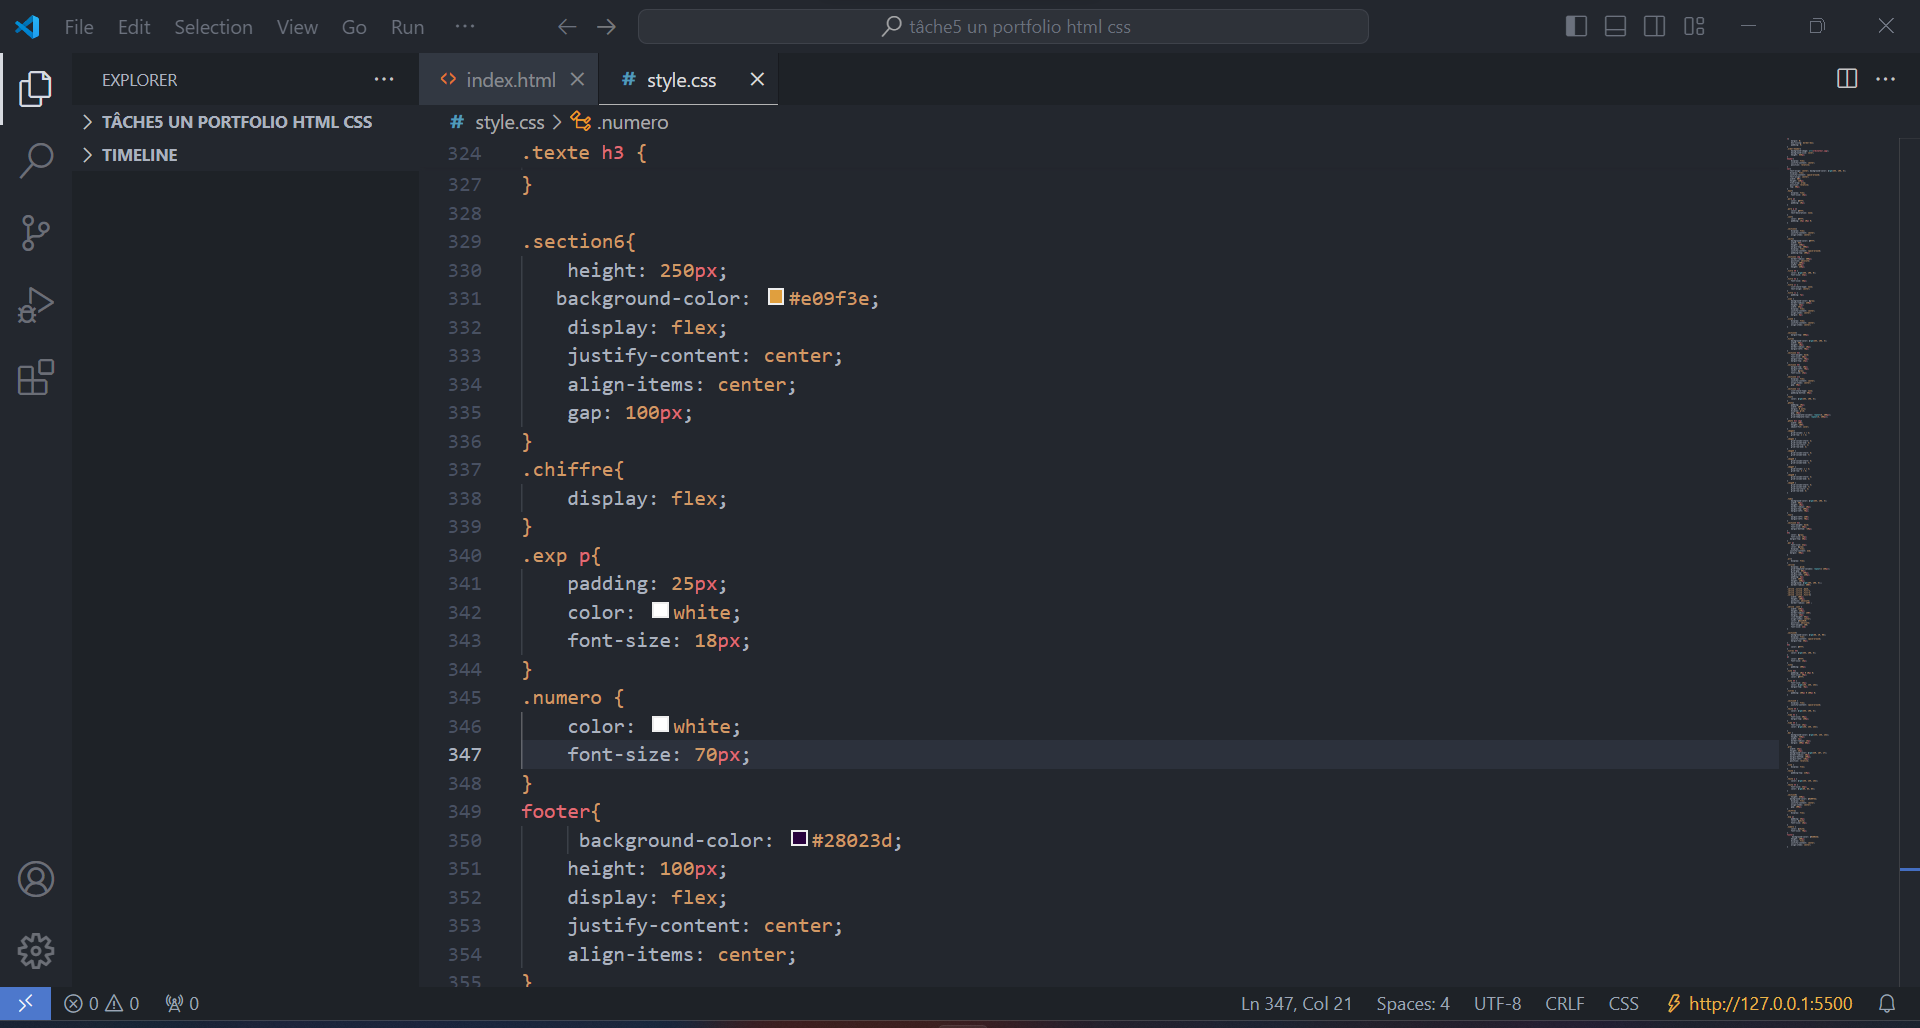 File Edit Selection View Go Run ··· tâche5 un portfolio html css
EXPLORER ···
index.html
style.css
TÂCHE5 UN PORTFOLIO HTML CSS
TIMELINE
# style.css > .numero
324 .texte h3 {
327 }
328
329 .section6{
330 height: 250px;
331 background-color: #e09f3e;
332 display: flex;
333 justify-content: center;
334 align-items: center;
335 gap: 100px;
336 }
337 .chiffre{
338 display: flex;
339 }
340 .exp p{
341 padding: 25px;
342 color: white;
343 font-size: 18px;
344 }
345 .numero {
346 color: white;
347 font-size: 70px;
348 }
349 footer{
350 background-color: #28023d;
351 height: 100px;
352 display: flex;
353 justify-content: center;
354 align-items: center;
355 }
0 0 0 Ln 347, Col 21 Spaces: 4 UTF-8 CRLF CSS http://127.0.0.1:5500